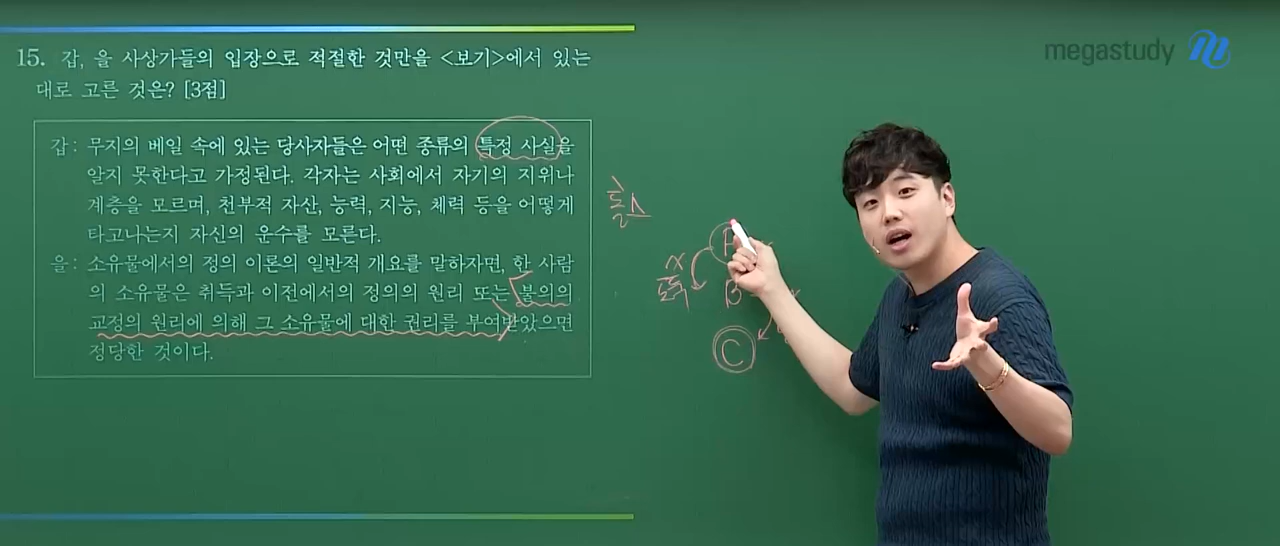 megastudy
15. 갑, 을 사상가들의 입장으로 적절한 것만을 <보기>에서 있는
대로 고른 것은? [3점]
갑: 무지의 베일 속에 있는 당사자들은 어떤 종류의 특정 사실을
알지 못한다고 가정된다. 각자는 사회에서 자기의 지위나
계층을 모르며, 천부적 자산, 능력, 지능, 체력 등을 어떻게
타고나는지 자신의 운수를 모른다.
을: 소유물에서의 정의 이론의 일반적 개요를 말하자면, 한 사람
의 소유물은 취득과 이전에서의 정의의 원리 또는 불의의
교정의 원리에 의해 그 소유물에 대한 권리를 부여받았으면
정당한 것이다.
A
B
C